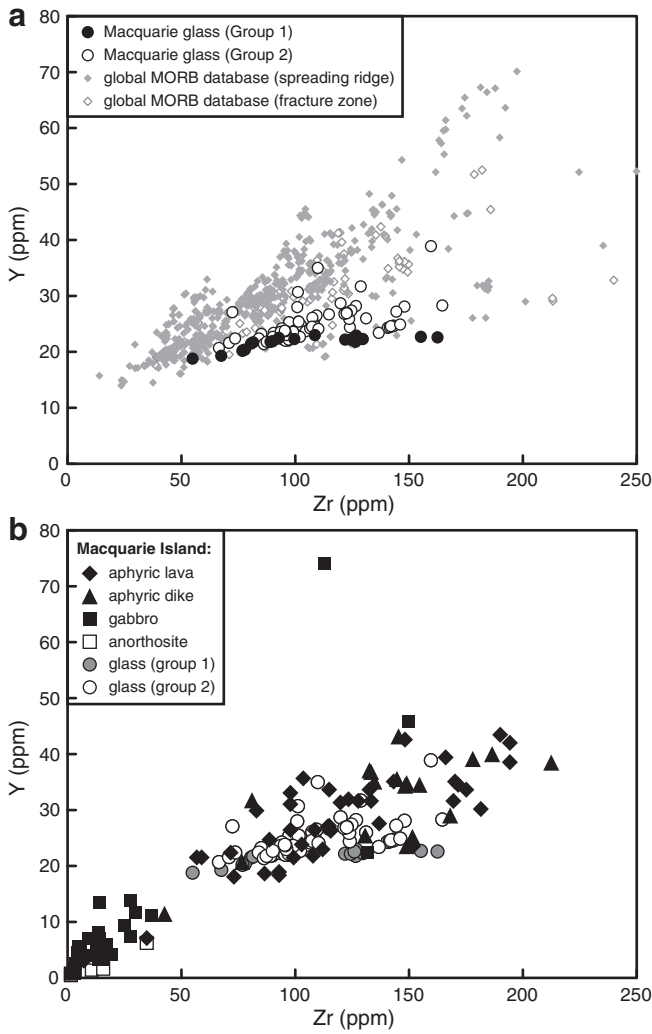 a
80
70
60
50
40
30
20
10
0
Y (ppm)
Macquarie glass (Group 1)
Macquarie glass (Group 2)
global MORB database (spreading ridge)
global MORB database (fracture zone)
0 50 100 150 200 250
Zr (ppm)
b
80
70
60
50
40
30
20
10
0
Y (ppm)
Macquarie Island:
aphyric lava
aphyric dike
gabbro
anorthosite
glass (group 1)
glass (group 2)
0 50 100 150 200 250
Zr (ppm)